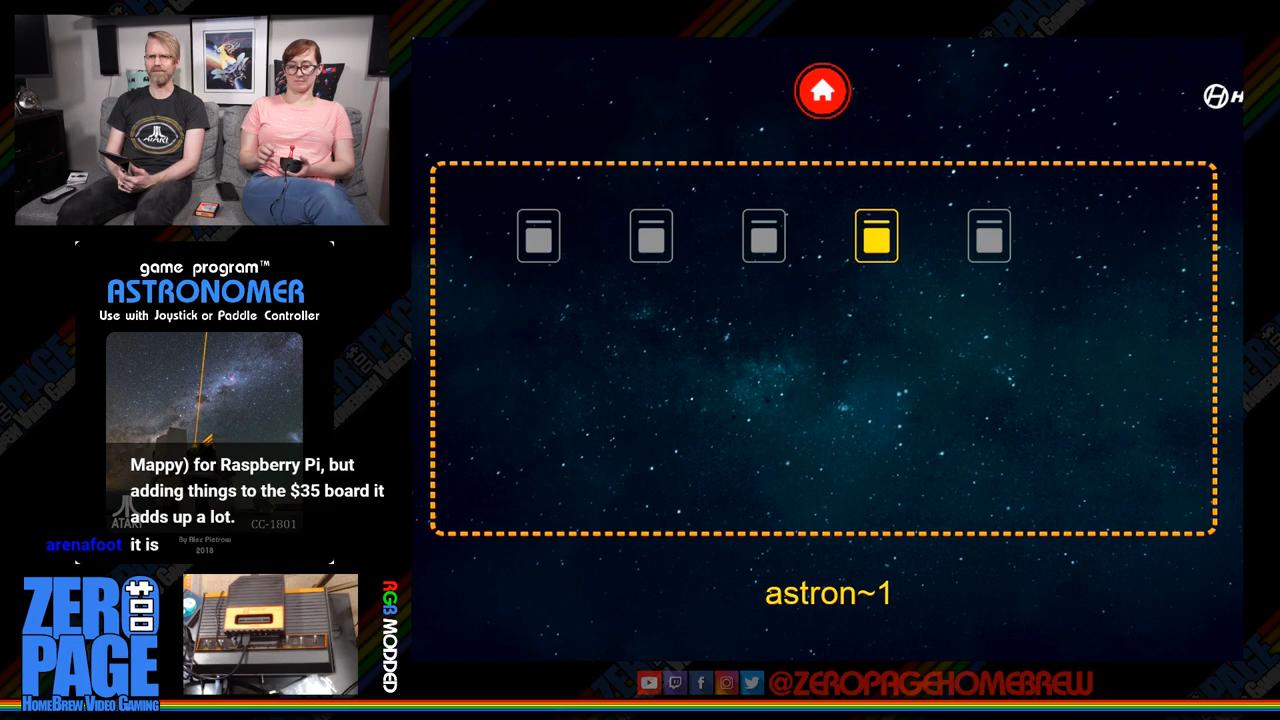 game program™
ASTRONOMER
Use with Joystick or Paddle Controller
Mappy) for Raspberry Pi, but
adding things to the $35 board it
adds up a lot.
ATARI
CC-1801
By Alex Pietrow
2018
arenafoot it is
ATARI
ZERO
PAGE
HOMEBREW VIDEO GAMING
RGB MODDED
H
astron~1
@ZEROPAGEHOMEBREW